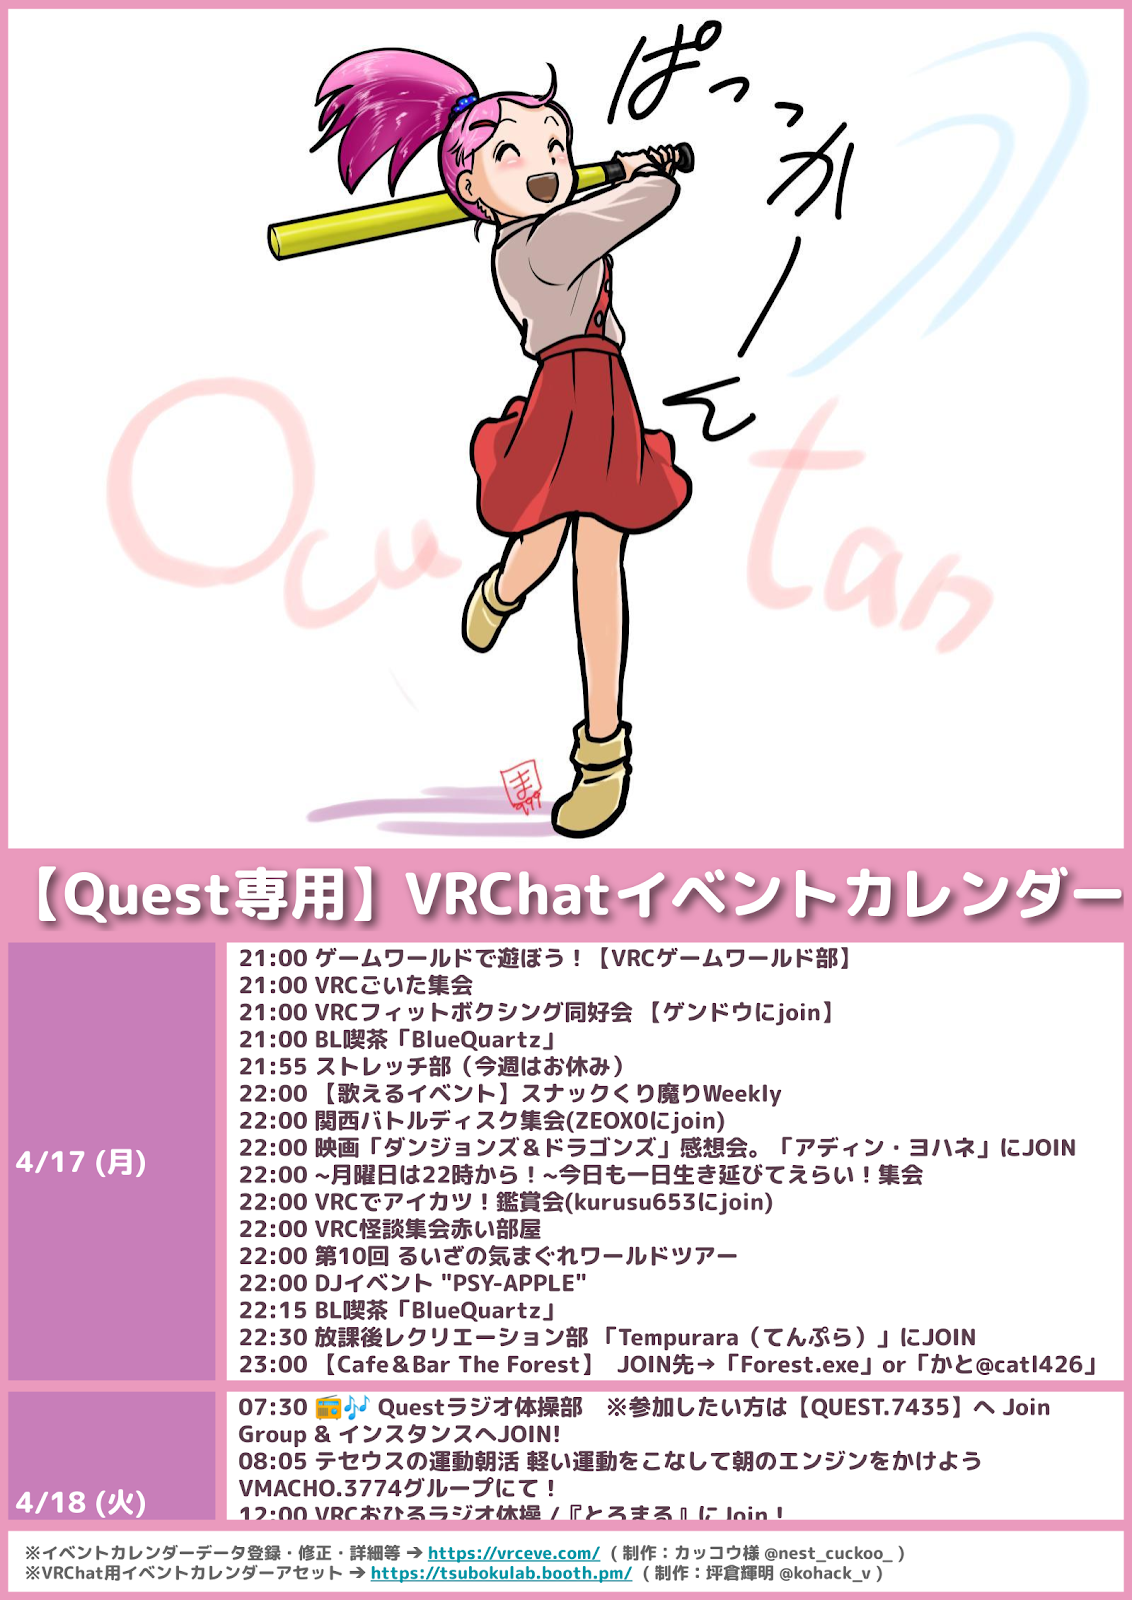 ぱっっかーん
Ocu tan
ま
999
【Quest専用】VRChatイベントカレンダー
4/17 (月)
21:00 ゲームワールドで遊ぼう！【VRCゲームワールド部】
21:00 VRCごいた集会
21:00 VRCフィットボクシング同好会 【ゲンドウにjoin】
21:00 BL喫茶「BlueQuartz」
21:55 ストレッチ部（今週はお休み）
22:00 【歌えるイベント】スナックくり魔りWeekly
22:00 関西バトルディスク集会(ZEOX0にjoin)
22:00 映画「ダンジョンズ＆ドラゴンズ」感想会。「アディン・ヨハネ」にJOIN
22:00 ~月曜日は22時から！~今日も一日生き延びてえらい！集会
22:00 VRCでアイカツ！鑑賞会(kurusu653にjoin)
22:00 VRC怪談集会赤い部屋
22:00 第10回 るいざの気まぐれワールドツアー
22:00 DJイベント "PSY-APPLE"
22:15 BL喫茶「BlueQuartz」
22:30 放課後レクリエーション部 「Tempurara（てんぷら）」にJOIN
23:00 【Cafe＆Bar The Forest】 JOIN先→「Forest.exe」or「かと@catl426」
4/18 (火)
07:30 📻🎶 Questラジオ体操部　※参加したい方は【QUEST.7435】へ Join
Group & インスタンスへJOIN!
08:05 テセウスの運動朝活 軽い運動をこなして朝のエンジンをかけよう
VMACHO.3774グループにて！
12:00 VRCおひるラジオ体操 /『とろまる』に Join！
※イベントカレンダーデータ登録・修正・詳細等 ➔ https://vrceve.com/ ( 制作：カッコウ様 @nest_cuckoo_ )
※VRChat用イベントカレンダーアセット ➔ https://tsubokulab.booth.pm/ ( 制作：坪倉輝明 @kohack_v )